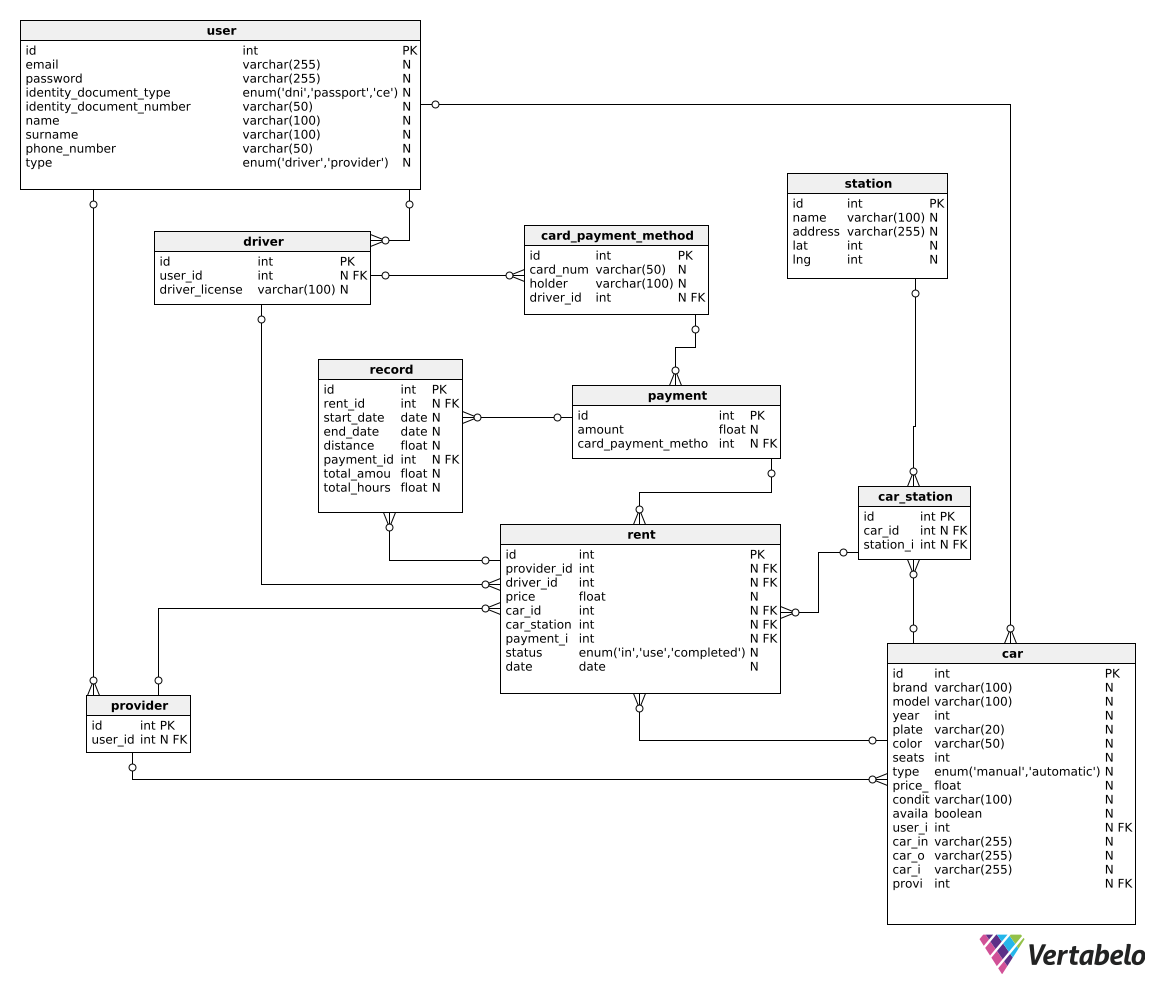 user
id int PK
email varchar(255) N
password varchar(255) N
identity_document_type enum('dni','passport','ce') N
identity_document_number varchar(50) N
name varchar(100) N
surname varchar(100) N
phone_number varchar(50) N
type enum('driver','provider') N
station
id int PK
name varchar(100) N
address varchar(255) N
lat int N
lng int N
driver
id int PK
user_id int N FK
driver_license varchar(100) N
card_payment_method
id int PK
card_num varchar(50) N
holder varchar(100) N
driver_id int N FK
record
id int PK
rent_id int N FK
start_date date N
end_date date N
distance float N
payment_id int N FK
total_amou float N
total_hours float N
payment
id int PK
amount float N
card_payment_metho int N FK
car_station
id int PK
car_id int N FK
station_i int N FK
rent
id int PK
provider_id int N FK
driver_id int N FK
price float N
car_id int N FK
car_station int N FK
payment_i int N FK
status enum('in','use','completed') N
date date N
provider
id int PK
user_id int N FK
car
id int PK
brand varchar(100) N
model varchar(100) N
year int N
plate varchar(20) N
color varchar(50) N
seats int N
type enum('manual','automatic') N
price_ float N
condit varchar(100) N
availa boolean N
user_i int N FK
car_in varchar(255) N
car_o varchar(255) N
car_i varchar(255) N
provi int N FK
Vertabelo